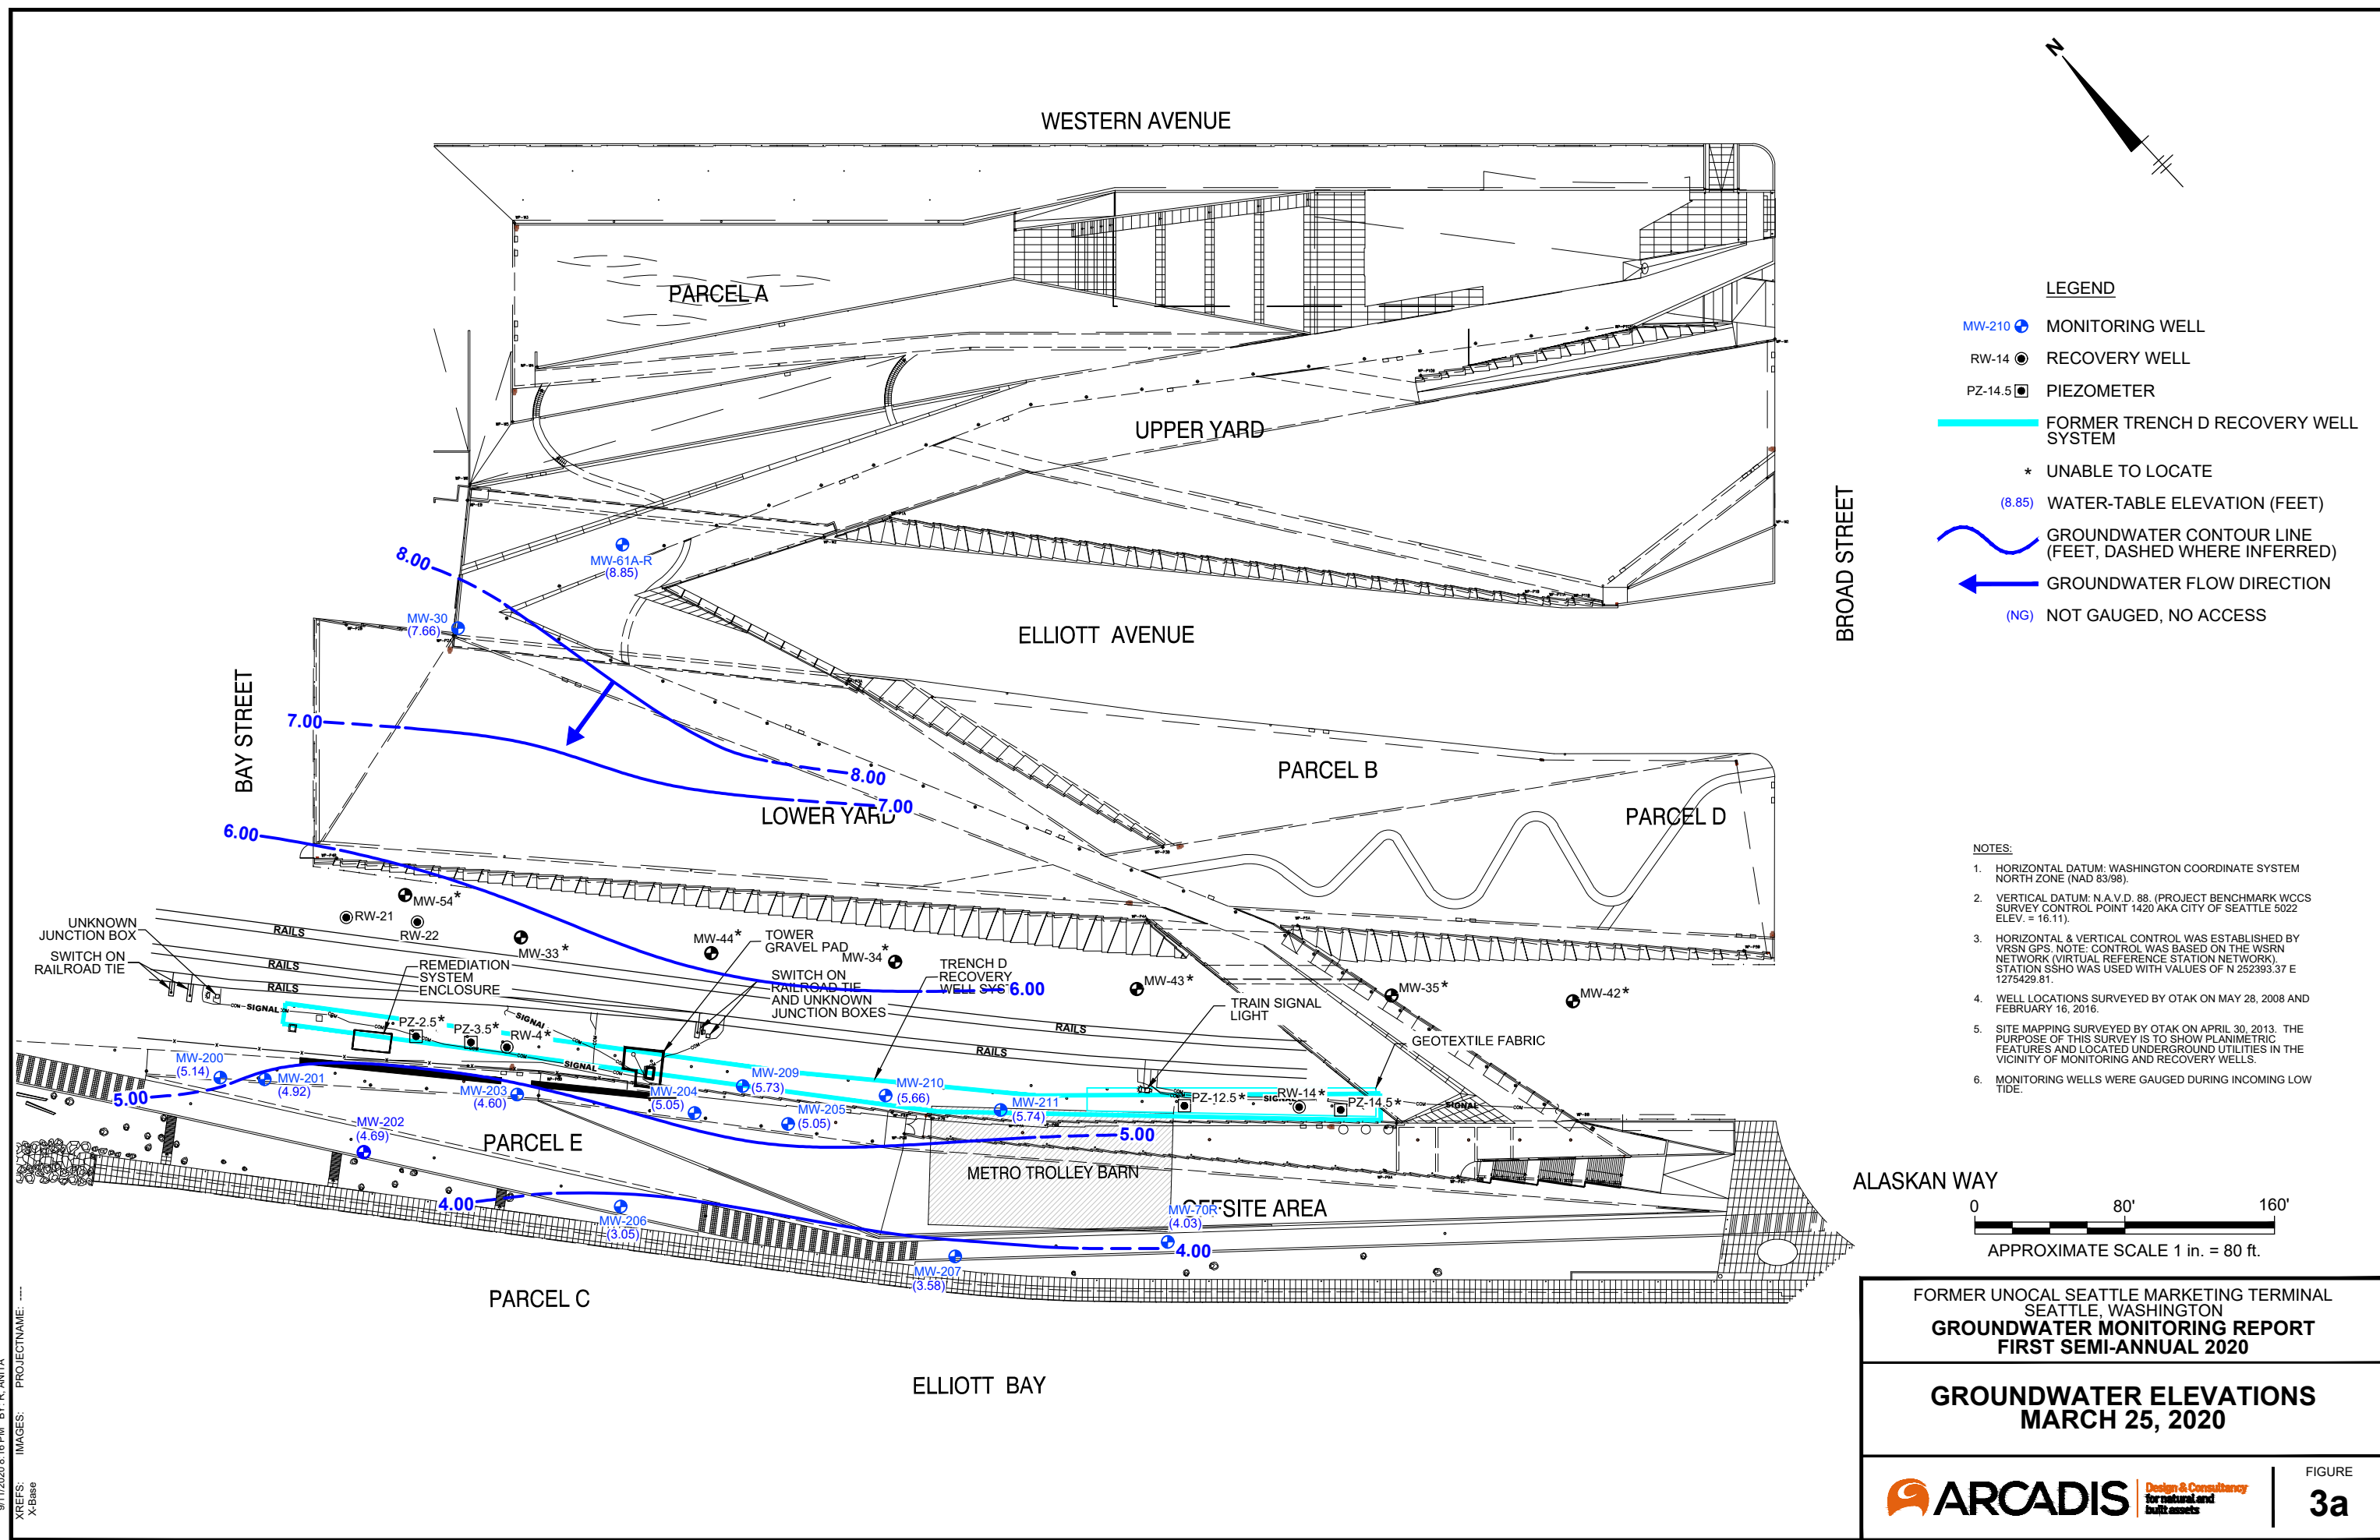 N
WESTERN AVENUE
PARCEL A
UPPER YARD
BROAD STREET
LEGEND
MW-210 MONITORING WELL
RW-14 RECOVERY WELL
PZ-14.5 PIEZOMETER
FORMER TRENCH D RECOVERY WELL
SYSTEM
* UNABLE TO LOCATE
(8.85) WATER-TABLE ELEVATION (FEET)
GROUNDWATER CONTOUR LINE
(FEET, DASHED WHERE INFERRED)
GROUNDWATER FLOW DIRECTION
(NG) NOT GAUGED, NO ACCESS
8.00
MW-61A-R
(8.85)
MW-30
(7.66)
ELLIOTT AVENUE
BAY STREET
7.00
8.00
7.00
PARCEL B
LOWER YARD
PARCEL D
6.00
MW-54*
RW-21
RW-22
MW-33*
MW-44*
MW-34*
MW-43*
MW-35*
MW-42*
UNKNOWN
JUNCTION BOX
SWITCH ON
RAILROAD TIE
RAILS
RAILS
RAILS
REMEDIATION
SYSTEM
ENCLOSURE
TOWER
GRAVEL PAD
SWITCH ON
RAILROAD TIE
AND UNKNOWN
JUNCTION BOXES
TRENCH D
RECOVERY
WELL SYS
6.00
TRAIN SIGNAL
LIGHT
RAILS
RAILS
GEOTEXTILE FABRIC
SIGNAL
PZ-2.5*
PZ-3.5*
RW-4*
SIGNAL
SIGNAL
MW-200
(5.14)
MW-201
(4.92)
5.00
MW-202
(4.69)
MW-203
(4.60)
MW-204
(5.05)
MW-209
(5.73)
MW-205
(5.05)
MW-210
(5.66)
MW-211
(5.74)
PZ-12.5*
RW-14*
PZ-14.5*
SIGNAL
5.00
PARCEL E
METRO TROLLEY BARN
4.00
MW-206
(3.05)
MW-70R
(4.03)
OFFSITE AREA
4.00
MW-207
(3.58)
PARCEL C
ELLIOTT BAY
ALASKAN WAY
NOTES:
1. HORIZONTAL DATUM: WASHINGTON COORDINATE SYSTEM
NORTH ZONE (NAD 83/98).
2. VERTICAL DATUM: N.A.V.D. 88. (PROJECT BENCHMARK WCCS
SURVEY CONTROL POINT 1420 AKA CITY OF SEATTLE 5022
ELEV. = 16.11).
3. HORIZONTAL & VERTICAL CONTROL WAS ESTABLISHED BY
VRSN GPS. NOTE: CONTROL WAS BASED ON THE WSRN
NETWORK (VIRTUAL REFERENCE STATION NETWORK).
STATION SSHO WAS USED WITH VALUES OF N 252393.37 E
1275429.81.
4. WELL LOCATIONS SURVEYED BY OTAK ON MAY 28, 2008 AND
FEBRUARY 16, 2016.
5. SITE MAPPING SURVEYED BY OTAK ON APRIL 30, 2013. THE
PURPOSE OF THIS SURVEY IS TO SHOW PLANIMETRIC
FEATURES AND LOCATED UNDERGROUND UTILITIES IN THE
VICINITY OF MONITORING AND RECOVERY WELLS.
6. MONITORING WELLS WERE GAUGED DURING INCOMING LOW
TIDE.
0 80' 160'
APPROXIMATE SCALE 1 in. = 80 ft.
FORMER UNOCAL SEATTLE MARKETING TERMINAL
SEATTLE, WASHINGTON
GROUNDWATER MONITORING REPORT
FIRST SEMI-ANNUAL 2020
GROUNDWATER ELEVATIONS
MARCH 25, 2020
ARCADIS
Design & Consultancy
for natural and
built assets
FIGURE
3a
XREFS: IMAGES: PROJECTNAME: ----
X-Base